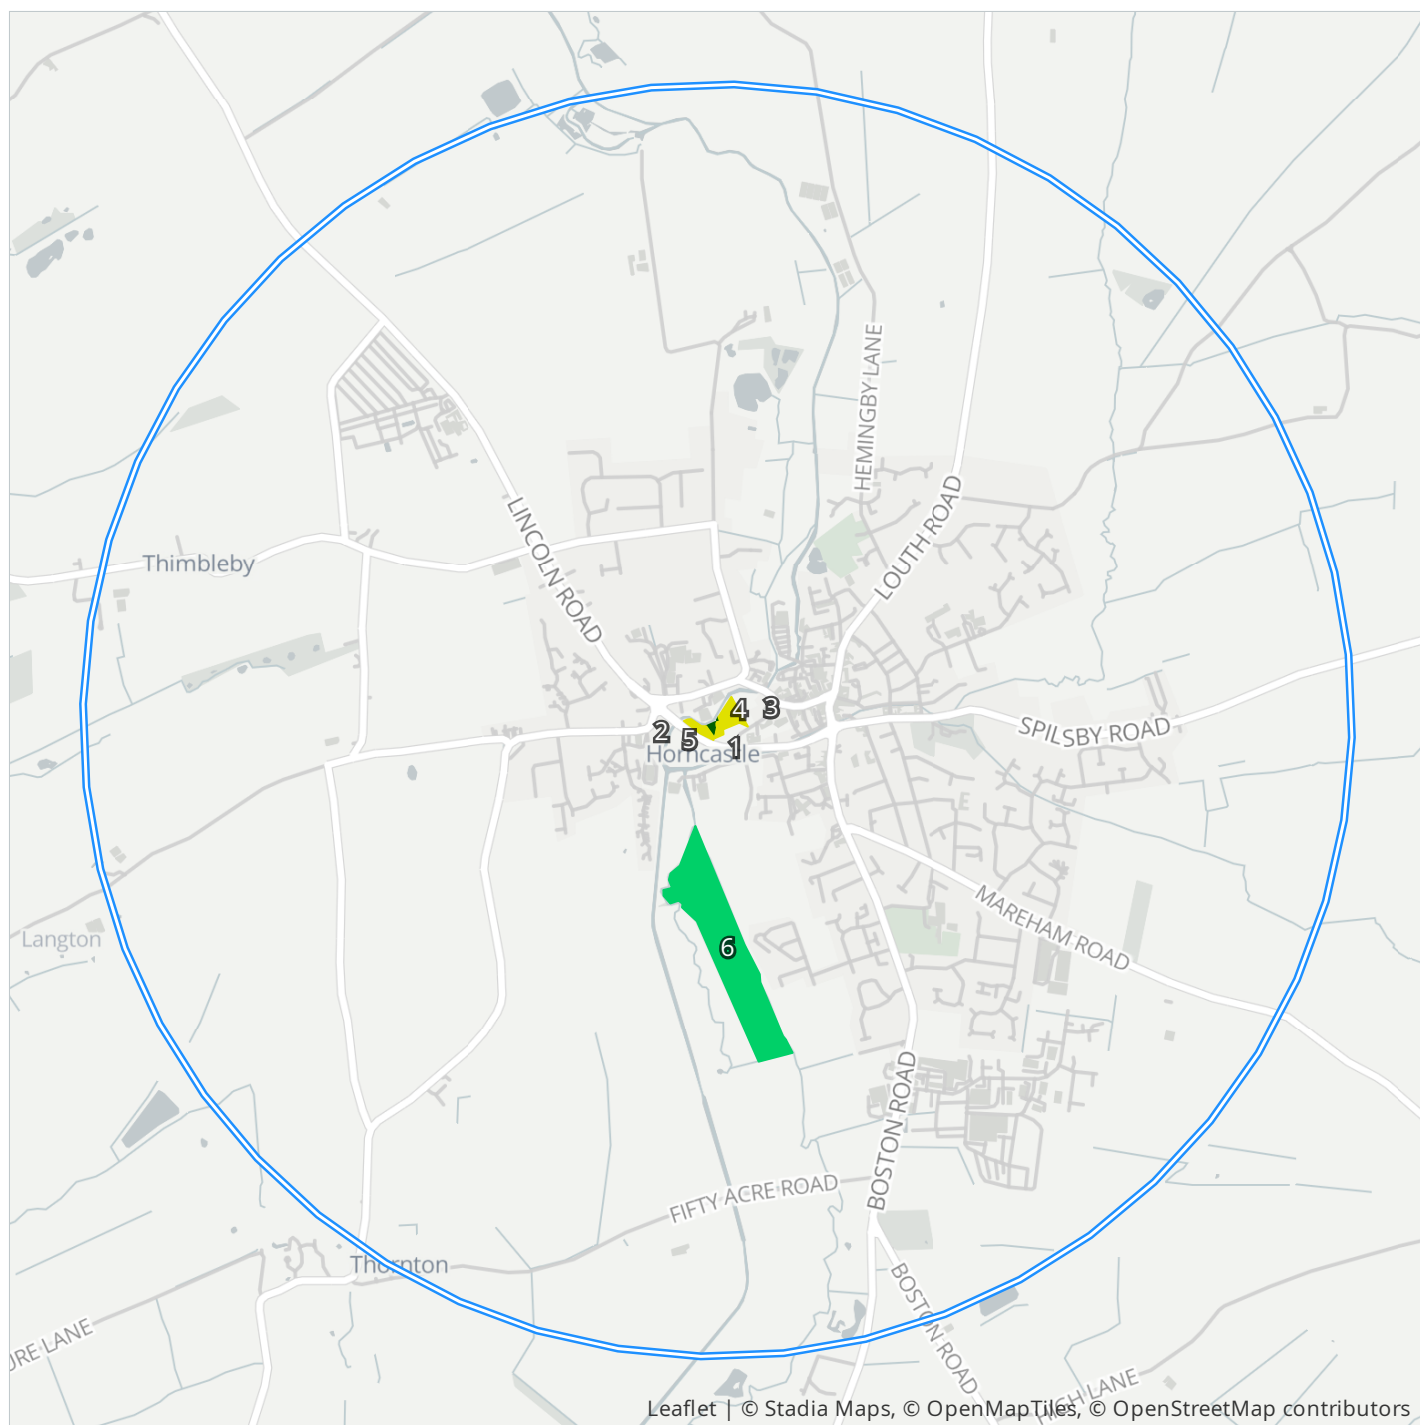 HEMINGBY LANE
LOUTH ROAD
LINCOLN ROAD
Thimbleby
4
3
2
5
1
Horncastle
SPILSBY ROAD
MAREHAM ROAD
Langton
6
BOSTON ROAD
FIFTY ACRE ROAD
Thornton
BOSTON ROAD
URE LANE
HIGH LANE
Leaflet | © Stadia Maps, © OpenMapTiles, © OpenStreetMap contributors